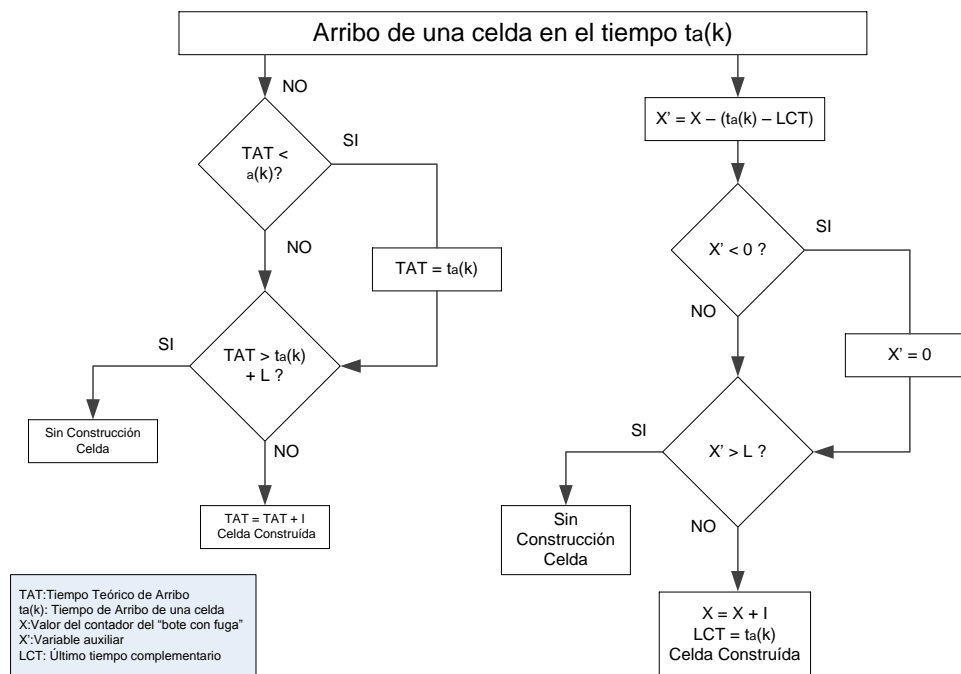 Arribo de una celda en el tiempo ta(k)
NO
TAT <
a(k)?
SI
NO
TAT = ta(k)
TAT > ta(k)
+ L ?
SI
Sin Construcción
Celda
NO
TAT = TAT + I
Celda Construída
X' = X – (ta(k) – LCT)
X' < 0 ?
SI
NO
X' = 0
X' > L ?
SI
Sin
Construcción
Celda
NO
X = X + I
LCT = ta(k)
Celda Construída
TAT:Tiempo Teórico de Arribo
ta(k): Tiempo de Arribo de una celda
X:Valor del contador del “bote con fuga”
X':Variable auxiliar
LCT: Último tiempo complementario